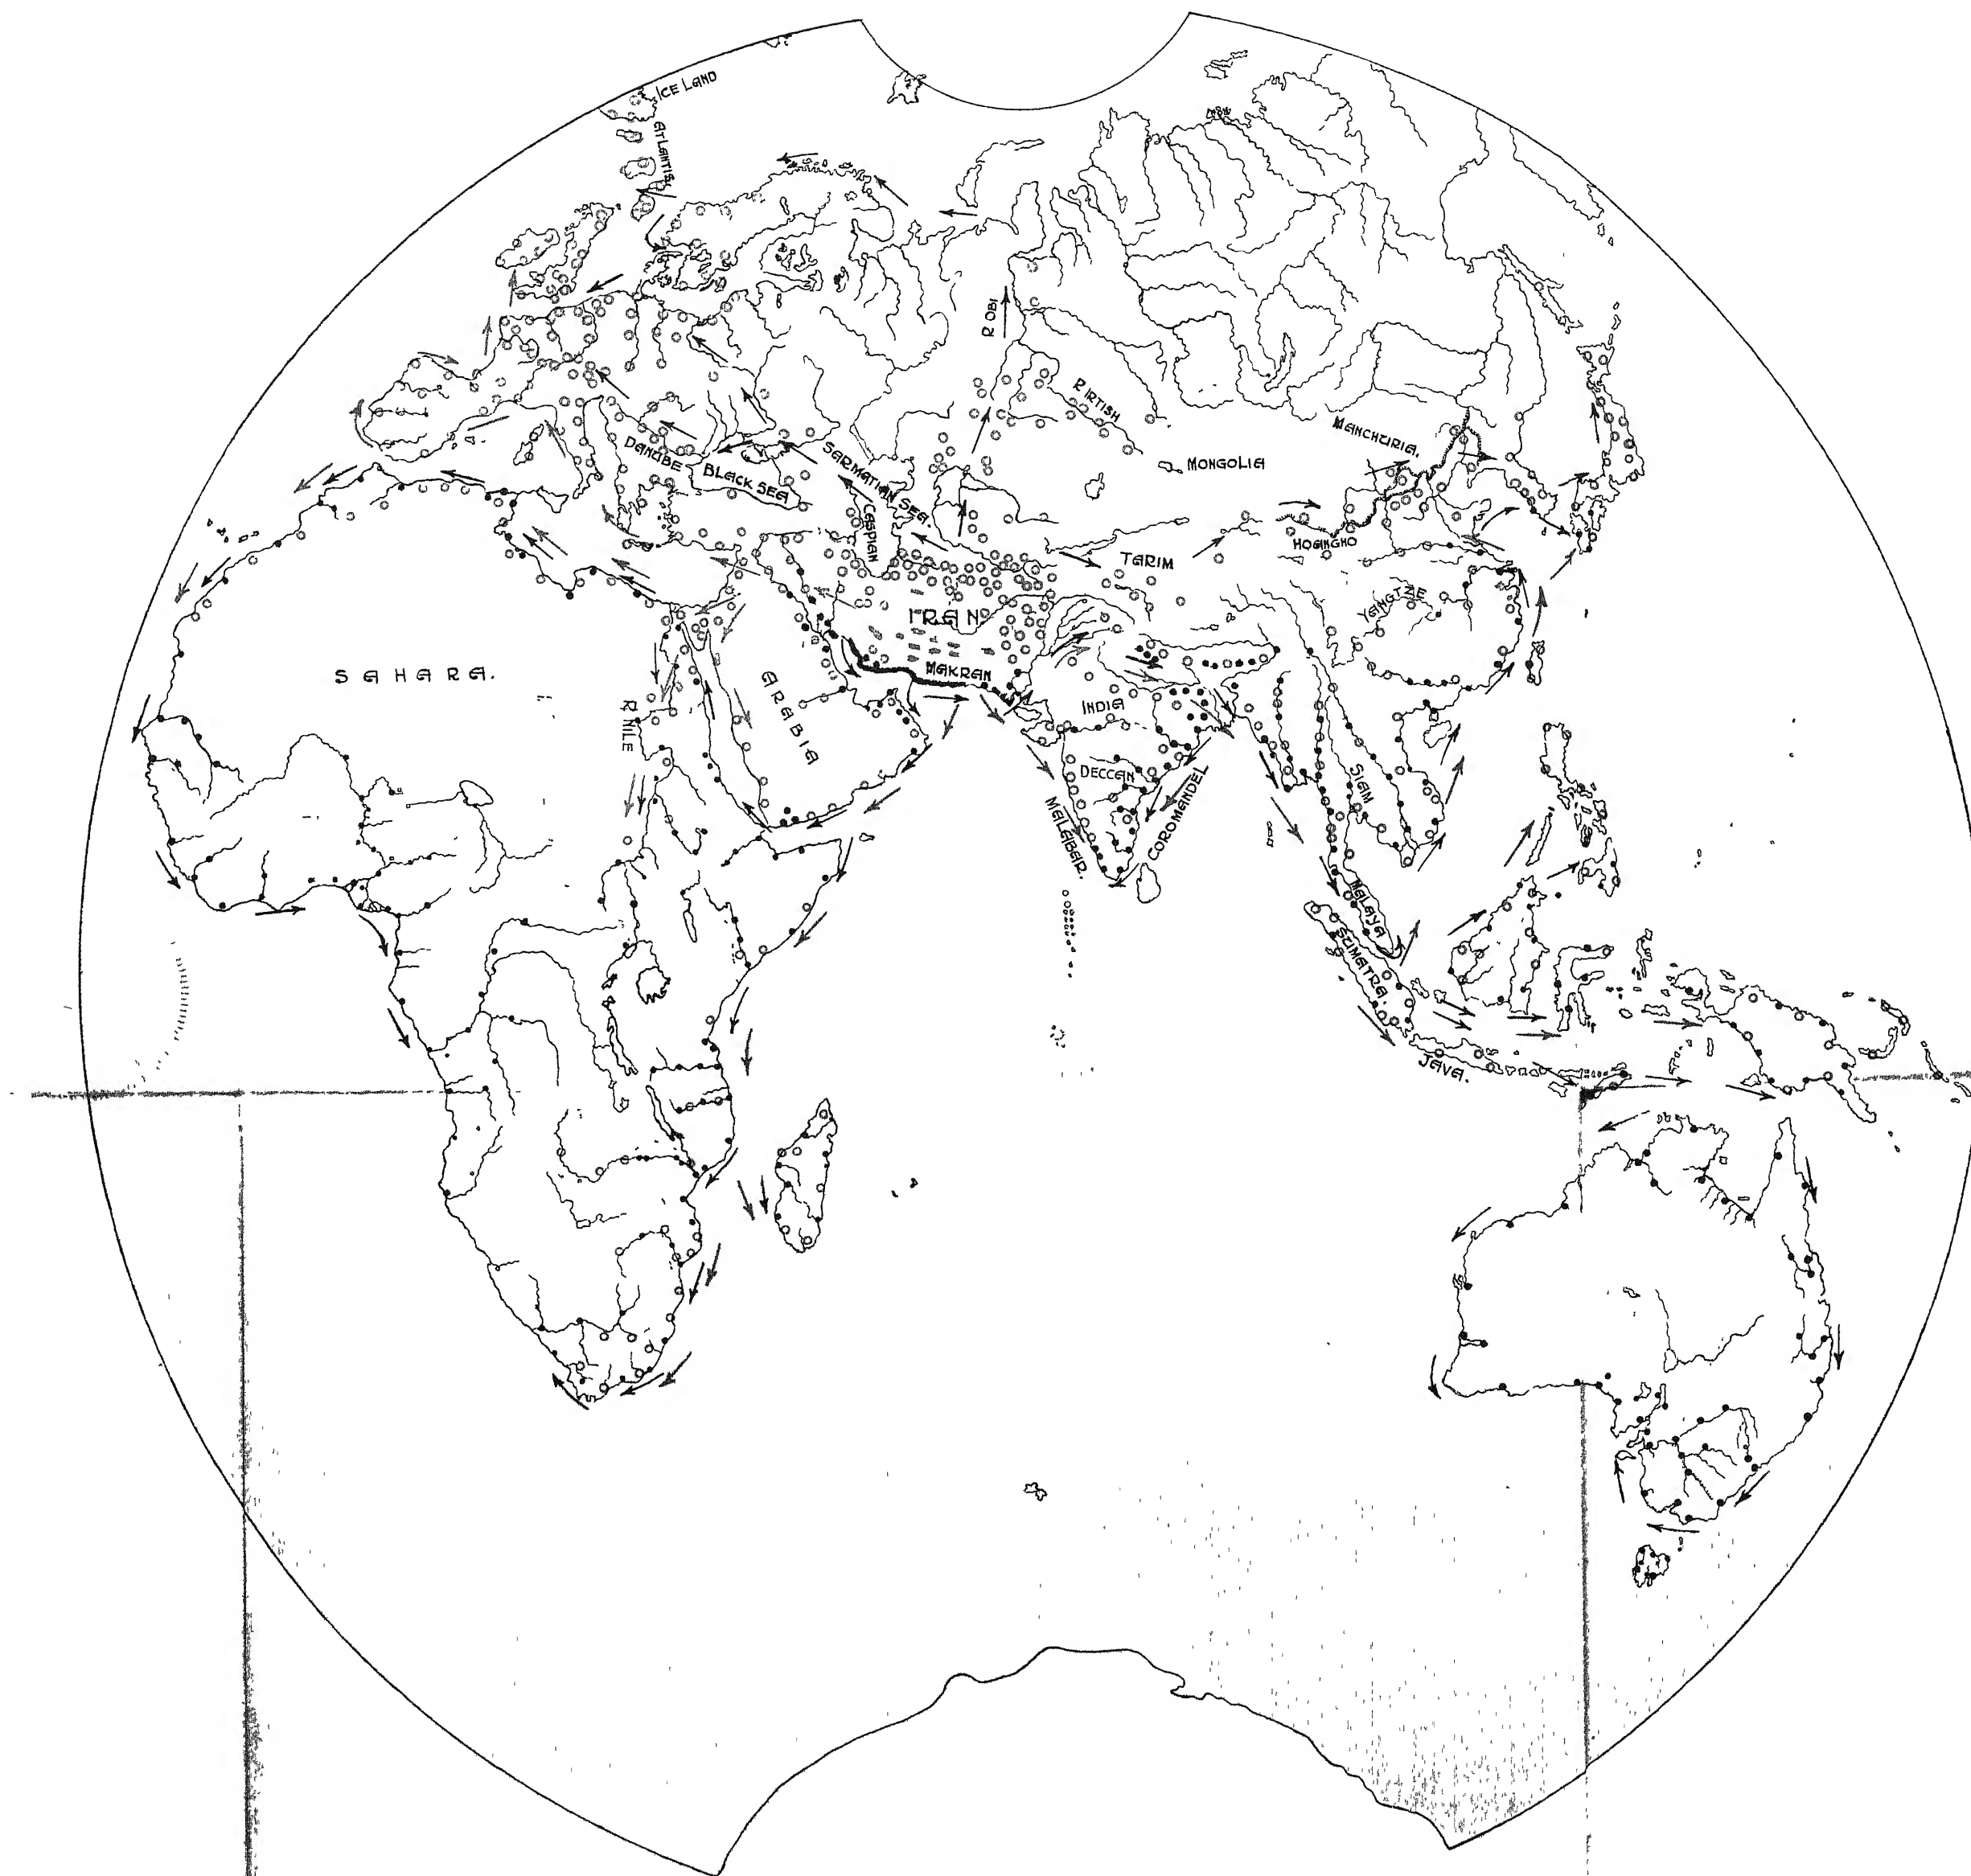 ICE LAND
ATLANTIS.
R OBI
R IRTISH
MANCHURIA.
MONGOLIA
DANUBE
BLACK SEA
SARMATIAN SEA.
CASPIAN
HOANGHO
TARIM
YANGTZE
IRAN
SAHARA.
R NILE
ARABIA
MAKRAN
INDIA
DECCAN
MALABAR.
COROMANDEL
SIAM
MALAYA
SUMATRA.
JAVA.